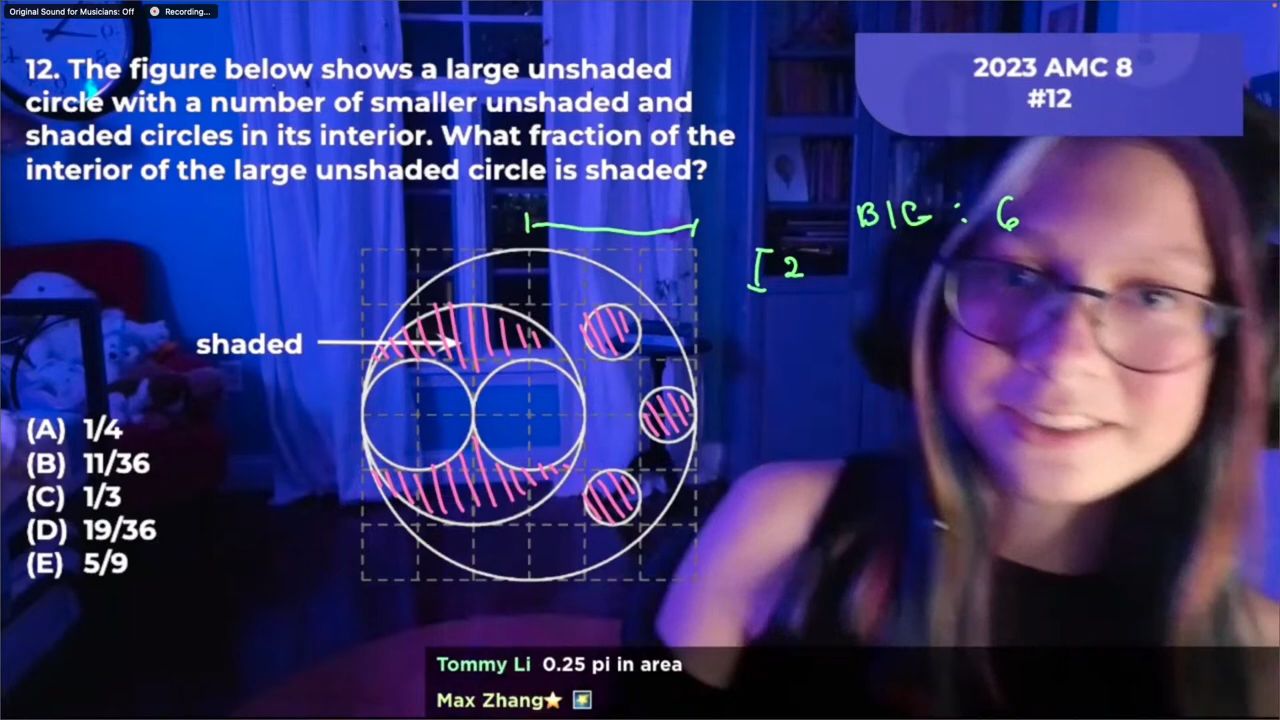 Original Sound for Musicians: Off
Recording...
12. The figure below shows a large unshaded
circle with a number of smaller unshaded and
shaded circles in its interior. What fraction of the
interior of the large unshaded circle is shaded?
2023 AMC 8
#12
BIG : 6
2
shaded
(A) 1/4
(B) 11/36
(C) 1/3
(D) 19/36
(E) 5/9
Tommy Li 0.25 pi in area
Max Zhang⭐